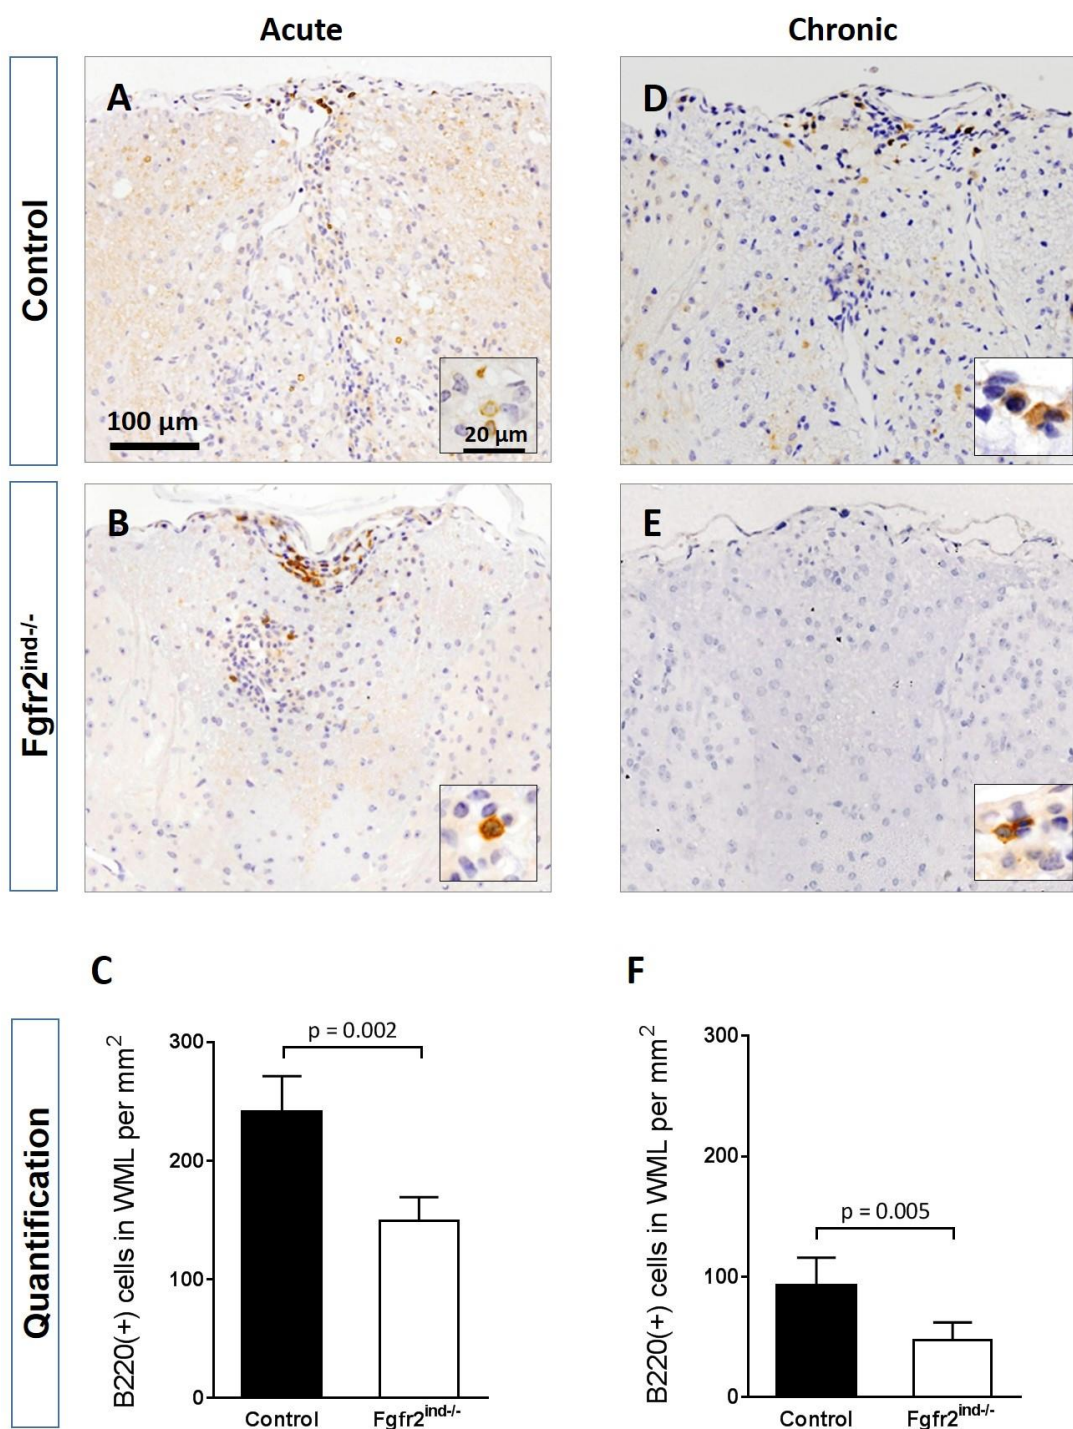 Acute
Chronic
Control
A
100 µm
20 µm
D
Fgfr2ind-/-
B
E
Quantification
C
B220(+) cells in WML per mm2
300
200
100
0
p = 0.002
Control
Fgfr2ind-/-
F
B220(+) cells in WML per mm2
300
200
100
0
p = 0.005
Control
Fgfr2ind-/-